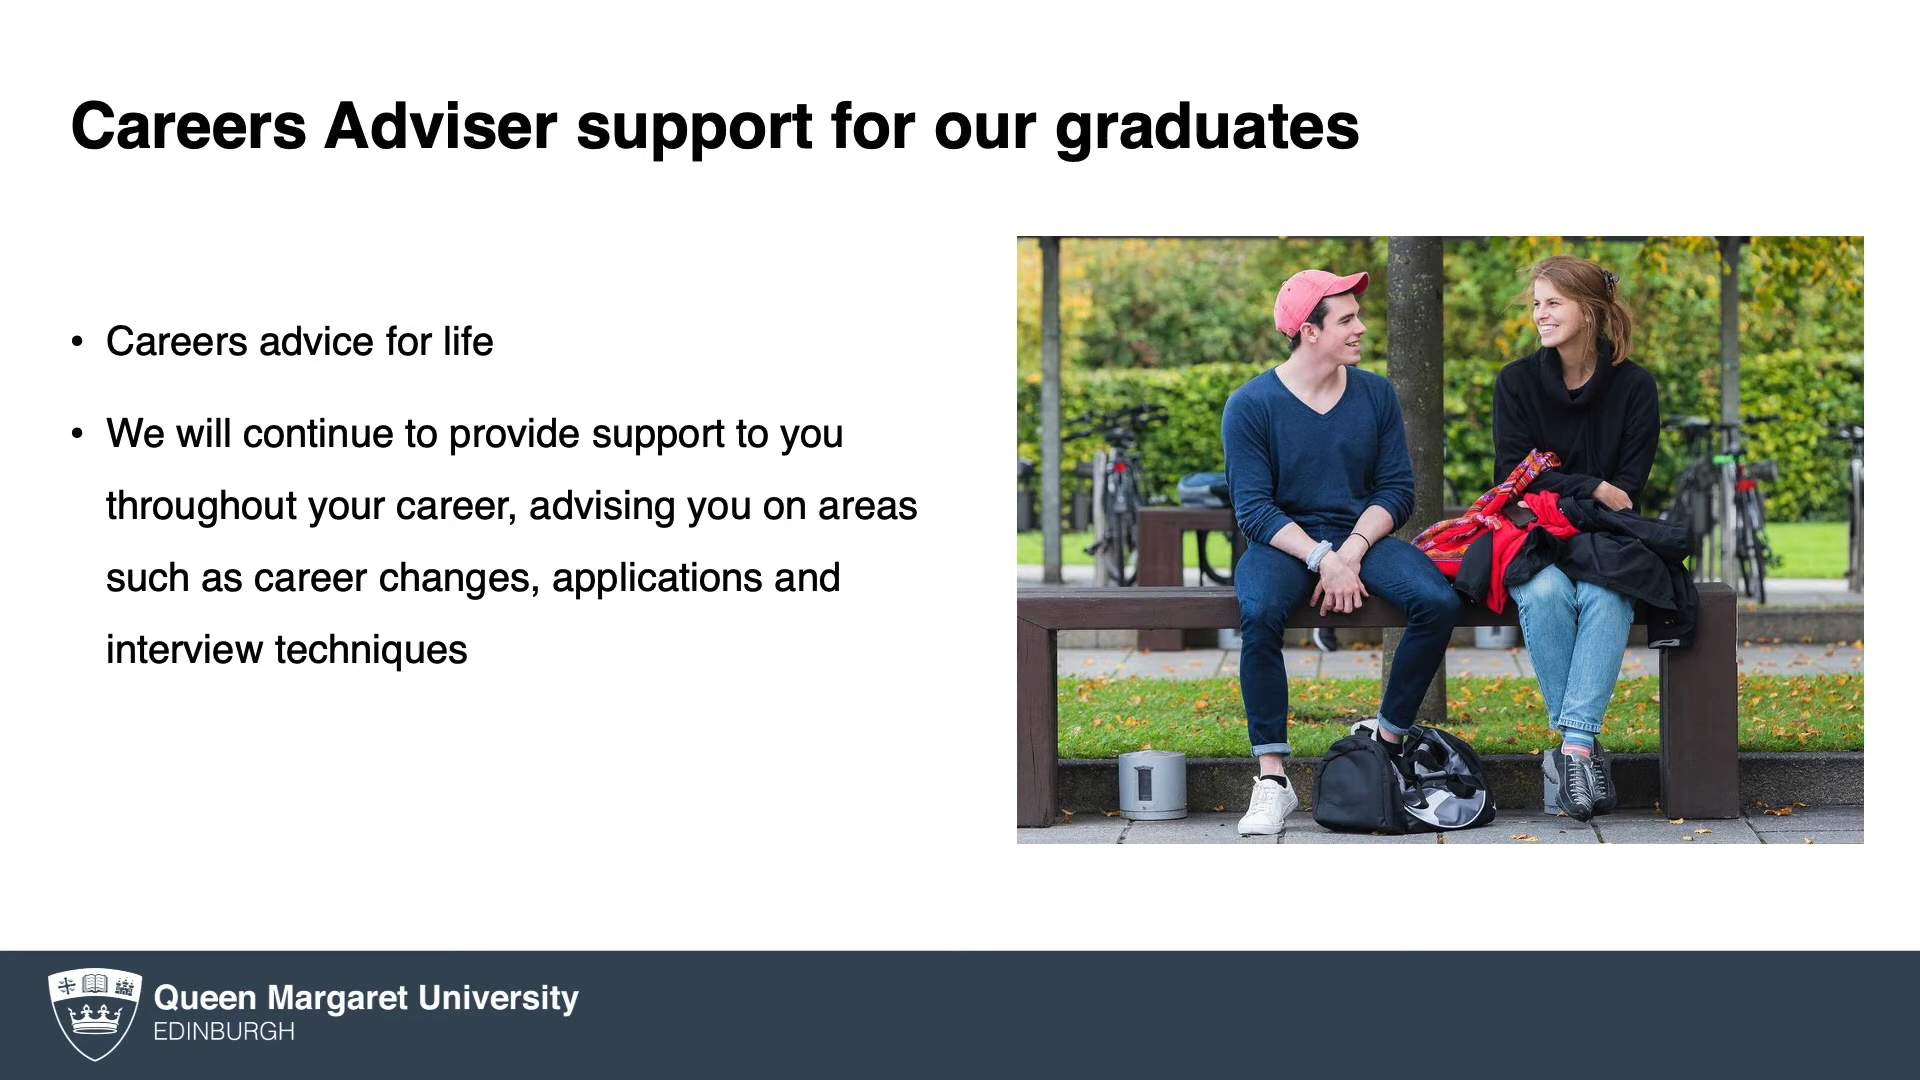 Careers Adviser support for our graduates
• Careers advice for life
• We will continue to provide support to you
throughout your career, advising you on areas
such as career changes, applications and
interview techniques
Queen Margaret University
EDINBURGH